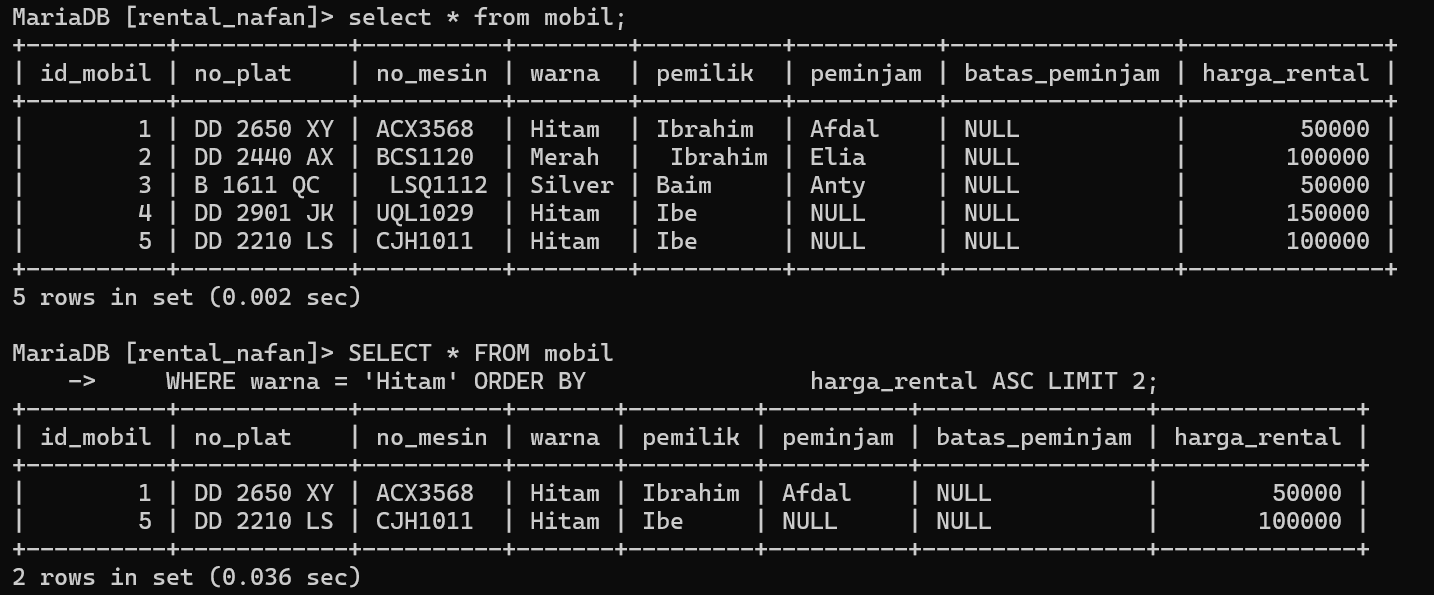 MariaDB [rental_nafan]> select * from mobil;
+----------+-------------+----------+--------+----------+-----------+----------------+--------------+
| id_mobil | no_plat     | no_mesin | warna  | pemilik  | peminjam  | batas_peminjam | harga_rental |
+----------+-------------+----------+--------+----------+-----------+----------------+--------------+
|        1 | DD 2650 XY | ACX3568  | Hitam  | Ibrahim  | Afdal    | NULL           |        50000 |
|        2 | DD 2440 AX | BCS1120  | Merah  |  Ibrahim | Elia     | NULL           |       100000 |
|        3 | B 1611 QC  |  LSQ1112 | Silver | Baim     | Anty     | NULL           |        50000 |
|        4 | DD 2901 JK | UQL1029  | Hitam  | Ibe      | NULL     | NULL           |       150000 |
|        5 | DD 2210 LS | CJH1011  | Hitam  | Ibe      | NULL     | NULL           |       100000 |
+----------+-------------+----------+--------+----------+-----------+----------------+--------------+
5 rows in set (0.002 sec)
MariaDB [rental_nafan]> SELECT * FROM mobil
    ->     WHERE warna = 'Hitam' ORDER BY                harga_rental ASC LIMIT 2;
+----------+------------+----------+-------+---------+----------+----------------+--------------+
| id_mobil | no_plat    | no_mesin | warna | pemilik | peminjam | batas_peminjam | harga_rental |
+----------+------------+----------+-------+---------+----------+----------------+--------------+
|        1 | DD 2650 XY | ACX3568  | Hitam | Ibrahim | Afdal    | NULL           |        50000 |
|        5 | DD 2210 LS | CJH1011  | Hitam | Ibe     | NULL     | NULL           |       100000 |
+----------+------------+----------+-------+---------+----------+----------------+--------------+
2 rows in set (0.036 sec)